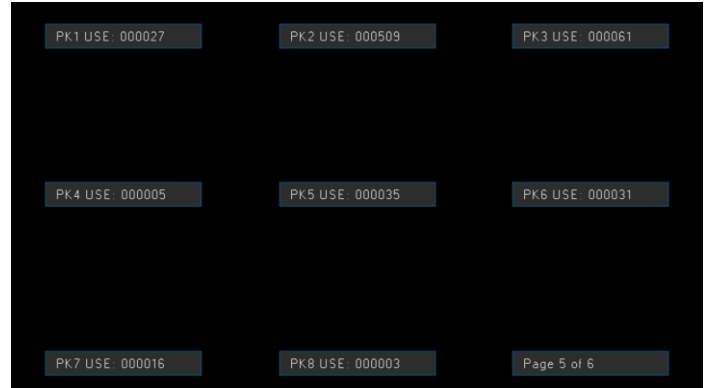 PK1 USE: 000027
PK2 USE: 000509
PK3 USE: 000061
PK4 USE: 000005
PK5 USE: 000035
PK6 USE: 000031
PK7 USE: 000016
PK8 USE: 000003
Page 5 of 6